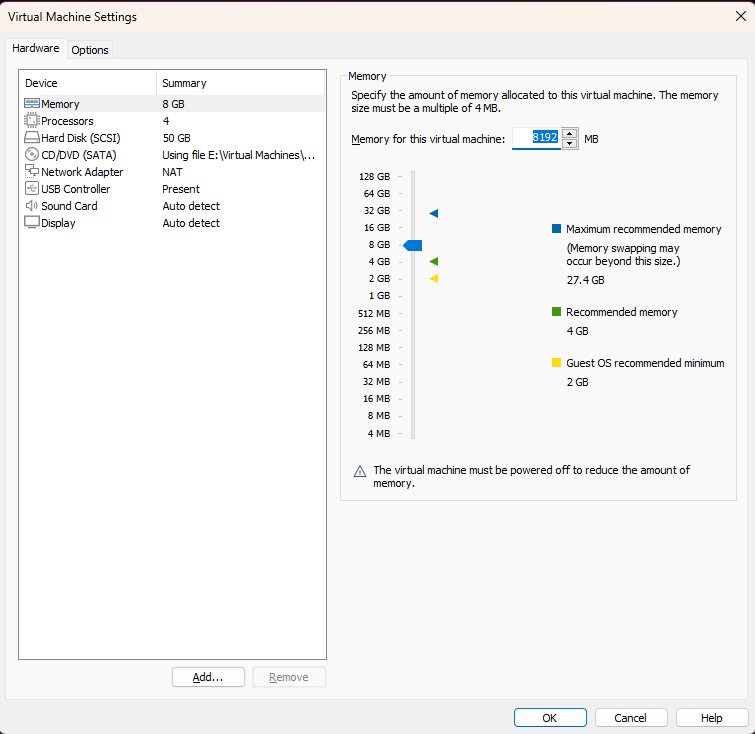 Virtual Machine Settings
Hardware Options
Device Summary
Memory 8 GB
Processors 4
Hard Disk (SCSI) 50 GB
CD/DVD (SATA) Using file E:\Virtual Machines\...
Network Adapter NAT
USB Controller Present
Sound Card Auto detect
Display Auto detect
Add...
Remove
Memory
Specify the amount of memory allocated to this virtual machine. The memory
size must be a multiple of 4 MB.
Memory for this virtual machine: 8192 MB
128 GB
64 GB
32 GB
16 GB
8 GB
4 GB
2 GB
1 GB
512 MB
256 MB
128 MB
64 MB
32 MB
16 MB
8 MB
4 MB
Maximum recommended memory
(Memory swapping may
occur beyond this size.)
27.4 GB
Recommended memory
4 GB
Guest OS recommended minimum
2 GB
The virtual machine must be powered off to reduce the amount of
memory.
OK
Cancel
Help